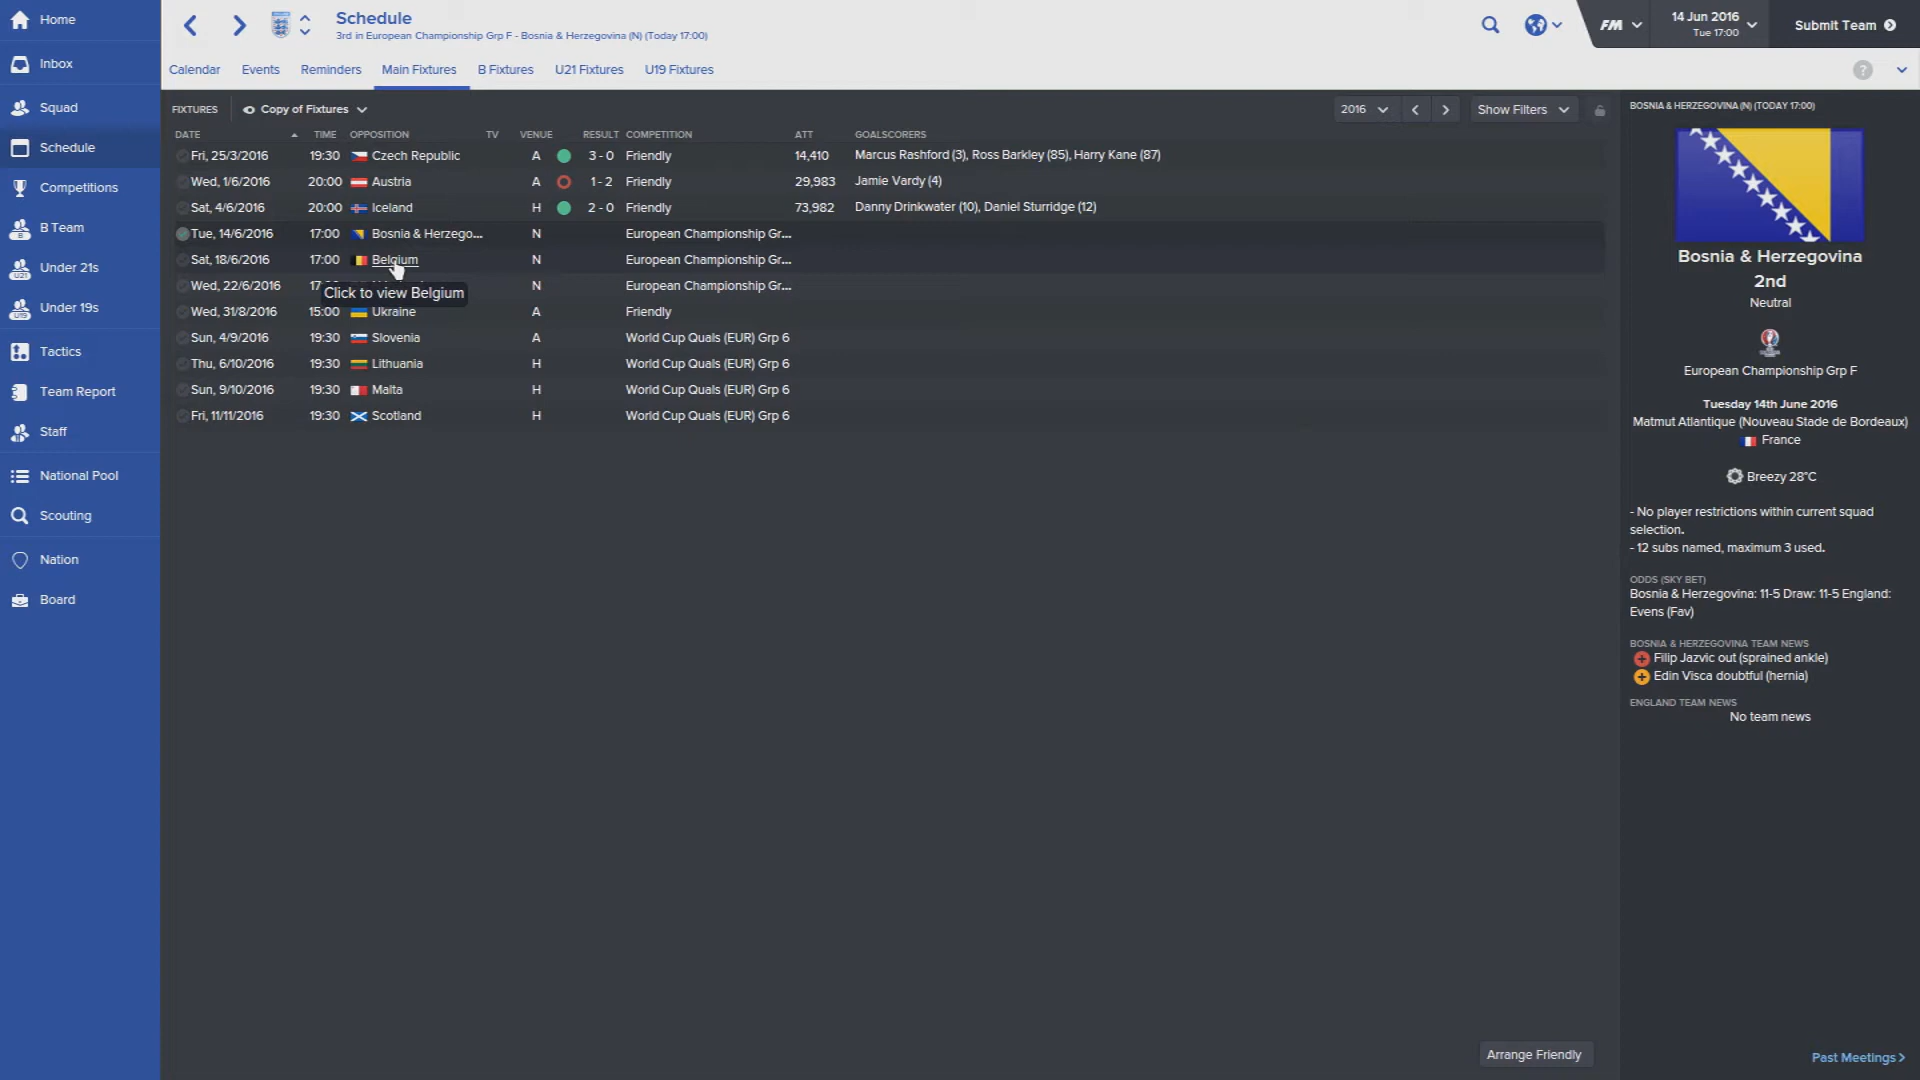 Home
Inbox
Squad
Schedule
Competitions
B Team
Under 21s
Under 19s
Tactics
Team Report
Staff
National Pool
Scouting
Nation
Board
Schedule
3rd in European Championship Grp F - Bosnia & Herzegovina (N) (Today 17:00)
FM
14 Jun 2016
Tue 17:00
Submit Team
Calendar Events Reminders Main Fixtures B Fixtures U21 Fixtures U19 Fixtures
FIXTURES Copy of Fixtures 2016 Show Filters
DATE TIME OPPOSITION TV VENUE RESULT COMPETITION ATT GOALSCORERS
Fri, 25/3/2016 19:30 Czech Republic A 3 - 0 Friendly 14,410 Marcus Rashford (3), Ross Barkley (85), Harry Kane (87)
Wed, 1/6/2016 20:00 Austria A 1 - 2 Friendly 29,983 Jamie Vardy (4)
Sat, 4/6/2016 20:00 Iceland H 2 - 0 Friendly 73,982 Danny Drinkwater (10), Daniel Sturridge (12)
Tue, 14/6/2016 17:00 Bosnia & Herzego... N European Championship Gr...
Sat, 18/6/2016 17:00 Belgium N European Championship Gr...
Wed, 22/6/2016 N European Championship Gr...
Click to view Belgium
Wed, 31/8/2016 15:00 Ukraine A Friendly
Sun, 4/9/2016 19:30 Slovenia A World Cup Quals (EUR) Grp 6
Thu, 6/10/2016 19:30 Lithuania H World Cup Quals (EUR) Grp 6
Sun, 9/10/2016 19:30 Malta H World Cup Quals (EUR) Grp 6
Fri, 11/11/2016 19:30 Scotland H World Cup Quals (EUR) Grp 6
Arrange Friendly
BOSNIA & HERZEGOVINA (N) (TODAY 17:00)
Bosnia & Herzegovina
2nd
Neutral
European Championship Grp F
Tuesday 14th June 2016
Matmut Atlantique (Nouveau Stade de Bordeaux)
France
Breezy 28°C
- No player restrictions within current squad
selection.
- 12 subs named, maximum 3 used.
ODDS (SKY BET)
Bosnia & Herzegovina: 11-5 Draw: 11-5 England:
Evens (Fav)
BOSNIA & HERZEGOVINA TEAM NEWS
Filip Jazvic out (sprained ankle)
Edin Visca doubtful (hernia)
ENGLAND TEAM NEWS
No team news
Past Meetings >